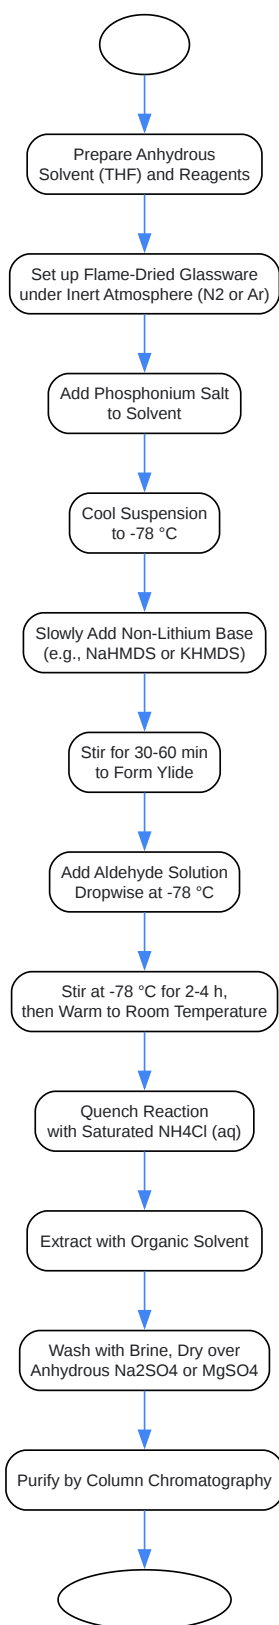 Prepare Anhydrous
Solvent (THF) and Reagents
Set up Flame-Dried Glassware
under Inert Atmosphere (N2 or Ar)
Add Phosphonium Salt
to Solvent
Cool Suspension
to -78 °C
Slowly Add Non-Lithium Base
(e.g., NaHMDS or KHMDS)
Stir for 30-60 min
to Form Ylide
Add Aldehyde Solution
Dropwise at -78 °C
Stir at -78 °C for 2-4 h,
then Warm to Room Temperature
Quench Reaction
with Saturated NH4Cl (aq)
Extract with Organic Solvent
Wash with Brine, Dry over
Anhydrous Na2SO4 or MgSO4
Purify by Column Chromatography